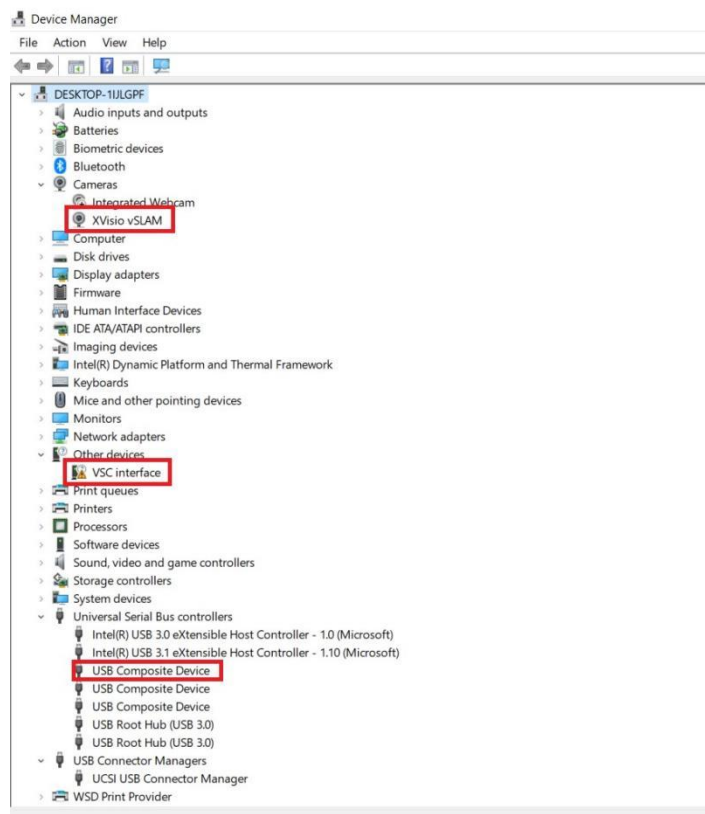 Device Manager
File Action View Help
DESKTOP-1IJLGPF
Audio inputs and outputs
Batteries
Biometric devices
Bluetooth
Cameras
Integrated Webcam
XVisio vSLAM
Computer
Disk drives
Display adapters
Firmware
Human Interface Devices
IDE ATA/ATAPI controllers
Imaging devices
Intel(R) Dynamic Platform and Thermal Framework
Keyboards
Mice and other pointing devices
Monitors
Network adapters
Other devices
VSC interface
Print queues
Printers
Processors
Software devices
Sound, video and game controllers
Storage controllers
System devices
Universal Serial Bus controllers
Intel(R) USB 3.0 eXtensible Host Controller - 1.0 (Microsoft)
Intel(R) USB 3.1 eXtensible Host Controller - 1.10 (Microsoft)
USB Composite Device
USB Composite Device
USB Composite Device
USB Root Hub (USB 3.0)
USB Root Hub (USB 3.0)
USB Connector Managers
UCSI USB Connector Manager
WSD Print Provider